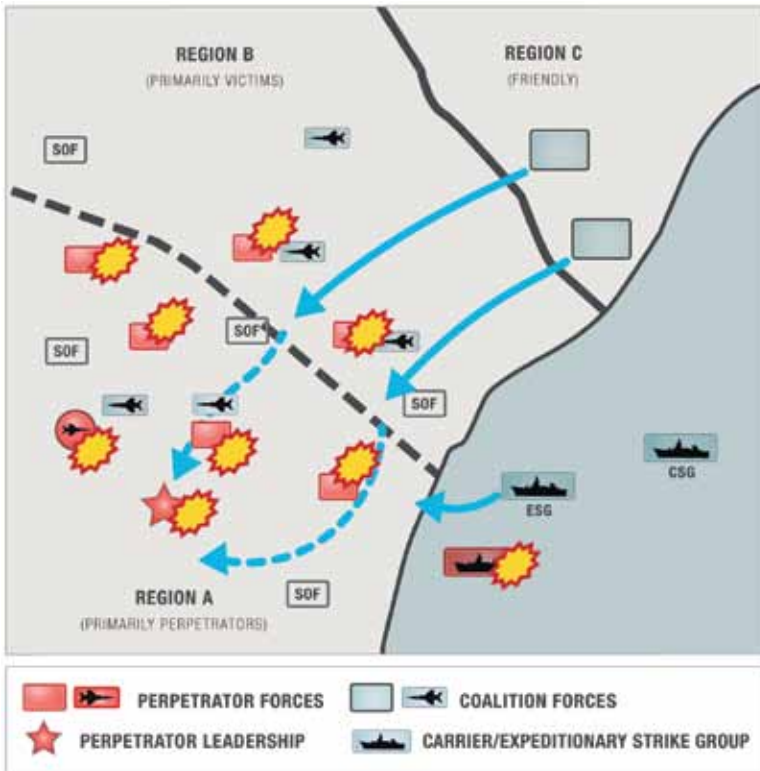 REGION B
(PRIMARILY VICTIMS)
REGION C
(FRIENDLY)
SOF
SOF
SOF
SOF
CSG
ESG
SOF
REGION A
(PRIMARILY PERPETRATORS)
PERPETRATOR FORCES
COALITION FORCES
PERPETRATOR LEADERSHIP
CARRIER/EXPEDITIONARY STRIKE GROUP